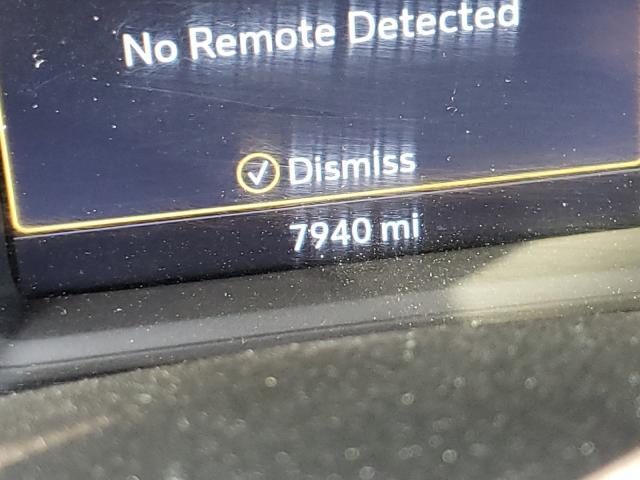 No Remote Detected
Dismiss
7940 mi